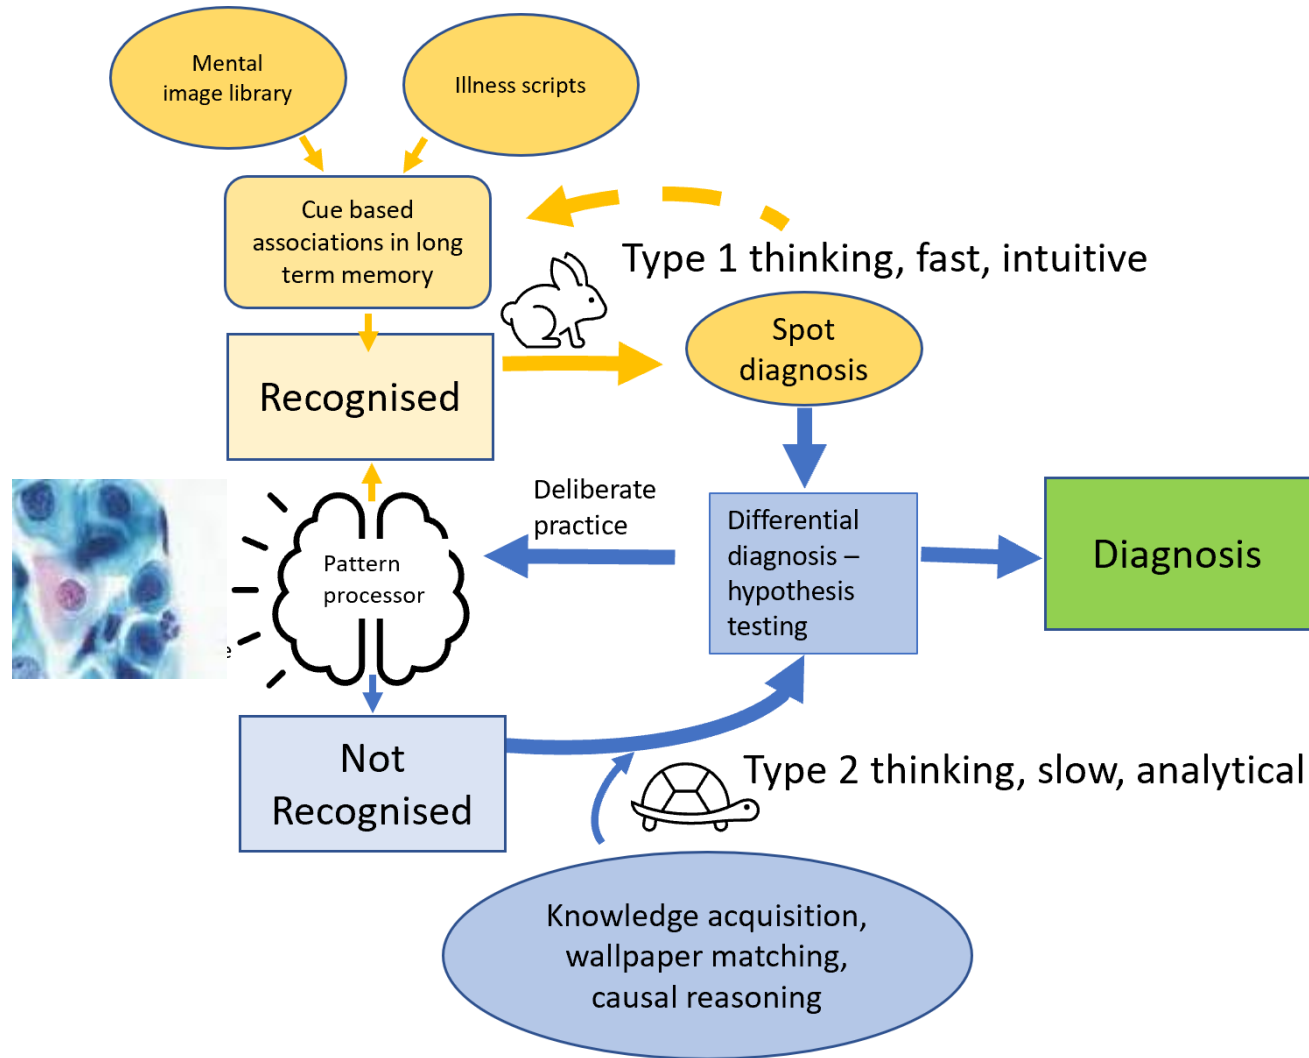 Mental
image library
Illness scripts
Cue based
associations in long
term memory
Type 1 thinking, fast, intuitive
Spot
diagnosis
Recognised
Deliberate
practice
Differential
diagnosis –
hypothesis
testing
Diagnosis
Pattern
processor
e
Not
Recognised
Type 2 thinking, slow, analytical
Knowledge acquisition,
wallpaper matching,
causal reasoning